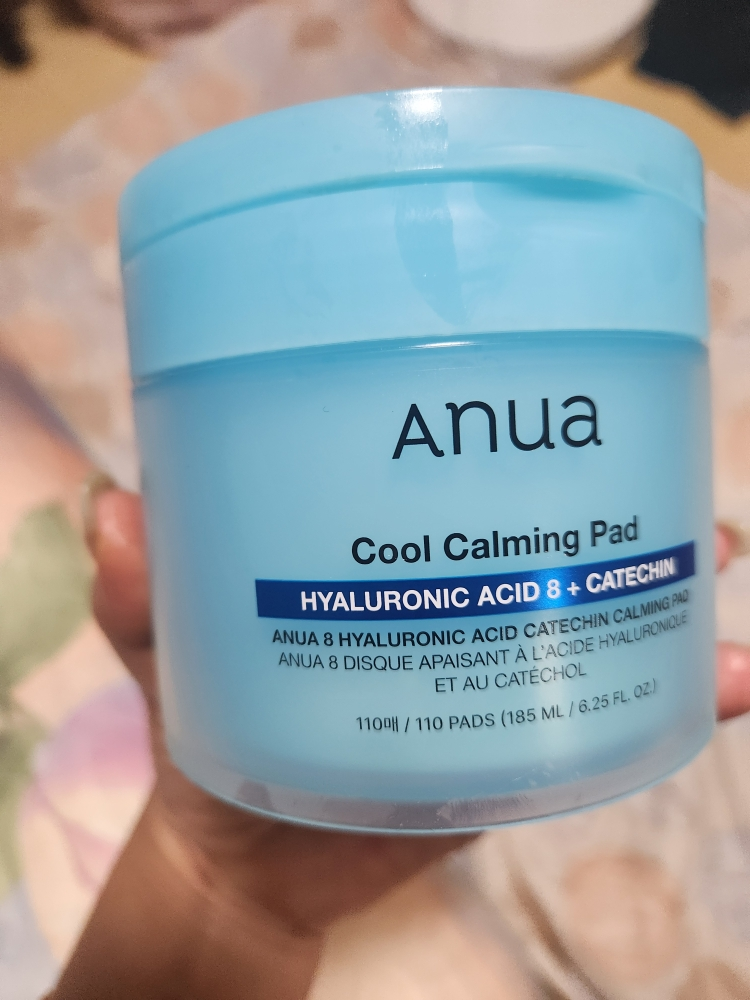 Anua
Cool Calming Pad
HYALURONIC ACID 8 + CATECHIN
ANUA 8 HYALURONIC ACID CATECHIN CALMING PAD
ANUA 8 DISQUE APAISANT À L'ACIDE HYALURONIQUE
ET AU CATÉCHOL
110매 / 110 PADS (185 ML / 6.25 FL. OZ.)